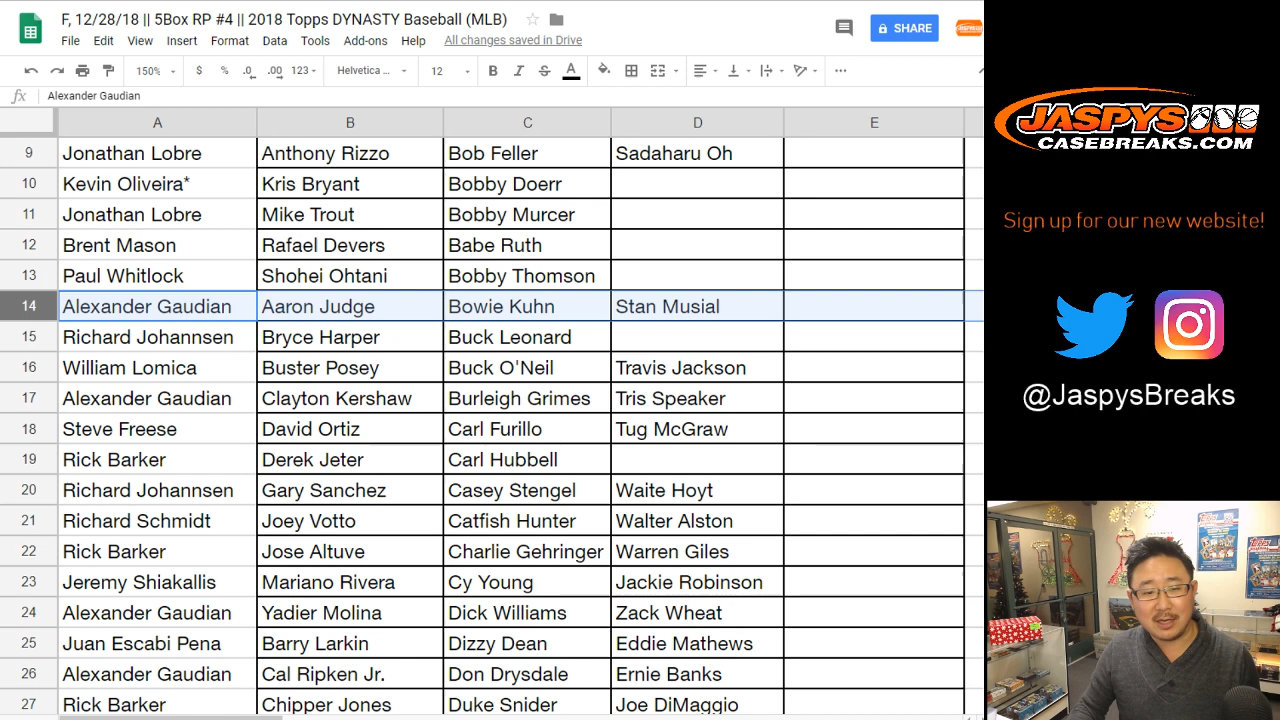 F, 12/28/18 || 5Box RP #4 || 2018 Topps DYNASTY Baseball (MLB)
File Edit View Insert Format Data Tools Add-ons Help All changes saved in Drive
SHARE
150% $ % .0 .00 123 Helvetica ... 12 B I S A
fx Alexander Gaudian
A B C D E
9 Jonathan Lobre Anthony Rizzo Bob Feller Sadaharu Oh
10 Kevin Oliveira* Kris Bryant Bobby Doerr
11 Jonathan Lobre Mike Trout Bobby Murcer
12 Brent Mason Rafael Devers Babe Ruth
13 Paul Whitlock Shohei Ohtani Bobby Thomson
14 Alexander Gaudian Aaron Judge Bowie Kuhn Stan Musial
15 Richard Johannsen Bryce Harper Buck Leonard
16 William Lomica Buster Posey Buck O'Neil Travis Jackson
17 Alexander Gaudian Clayton Kershaw Burleigh Grimes Tris Speaker
18 Steve Freese David Ortiz Carl Furillo Tug McGraw
19 Rick Barker Derek Jeter Carl Hubbell
20 Richard Johannsen Gary Sanchez Casey Stengel Waite Hoyt
21 Richard Schmidt Joey Votto Catfish Hunter Walter Alston
22 Rick Barker Jose Altuve Charlie Gehringer Warren Giles
23 Jeremy Shiakallis Mariano Rivera Cy Young Jackie Robinson
24 Alexander Gaudian Yadier Molina Dick Williams Zack Wheat
25 Juan Escabi Pena Barry Larkin Dizzy Dean Eddie Mathews
26 Alexander Gaudian Cal Ripken Jr. Don Drysdale Ernie Banks
27 Rick Barker Chipper Jones Duke Snider Joe DiMaggio
JASPYS
CASEBREAKS.COM
Sign up for our new website!
@JaspysBreaks